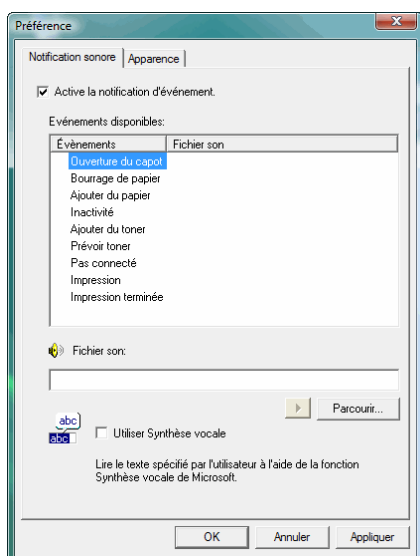 Préférence
Notification sonore Apparence
Active la notification d'événement.
Evénements disponibles:
Évènements Fichier son
Ouverture du capot
Bourrage de papier
Ajouter du papier
Inactivité
Ajouter du toner
Prévoir toner
Pas connecté
Impression
Impression terminée
Fichier son:
Parcourir...
abc
abc
Utiliser Synthèse vocale
Lire le texte spécifié par l'utilisateur à l'aide de la fonction
Synthèse vocale de Microsoft.
OK Annuler Appliquer